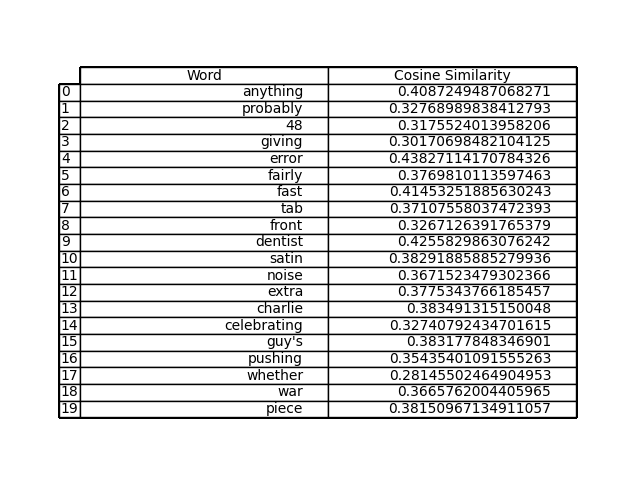 Word Cosine Similarity
0 anything 0.4087249487068271
1 probably 0.32768989838412793
2 48 0.3175524013958206
3 giving 0.30170698482104125
4 error 0.43827114170784326
5 fairly 0.3769810113597463
6 fast 0.41453251885630243
7 tab 0.37107558037472393
8 front 0.3267126391765379
9 dentist 0.4255829863076242
10 satin 0.38291885885279936
11 noise 0.3671523479302366
12 extra 0.3775343766185457
13 charlie 0.383491315150048
14 celebrating 0.32740792434701615
15 guy's 0.383177848346901
16 pushing 0.35435401091555263
17 whether 0.28145502464904953
18 war 0.3665762004405965
19 piece 0.38150967134911057